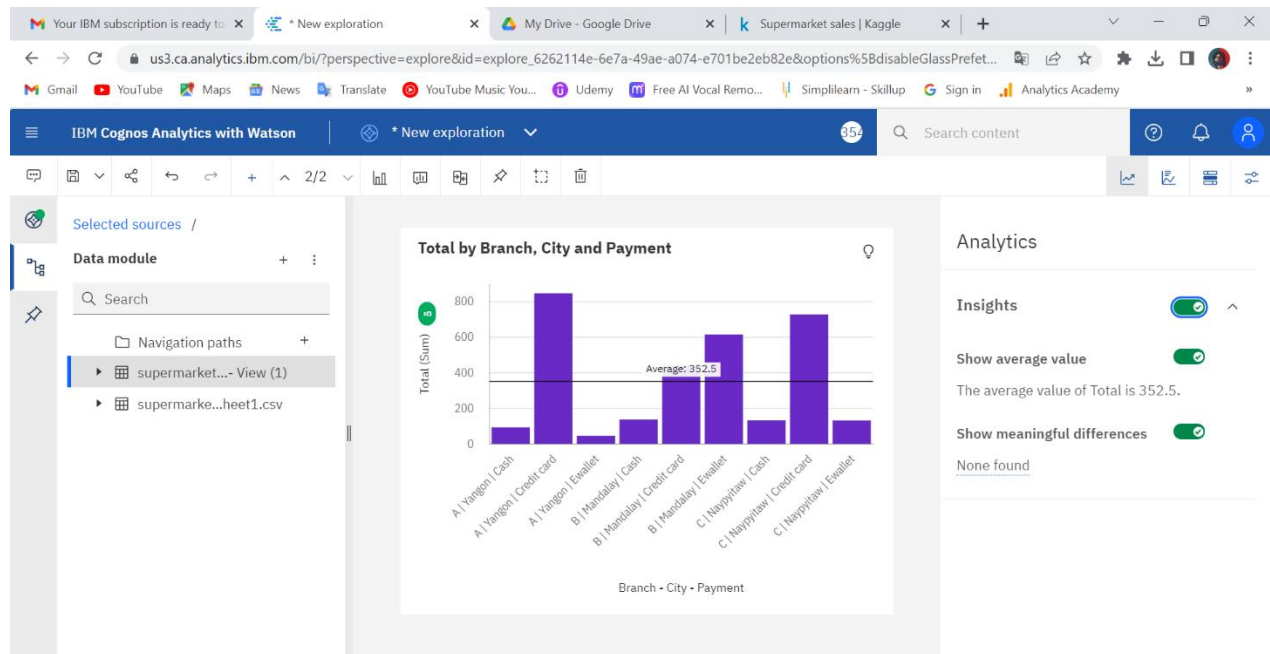 Your IBM subscription is ready to
* New exploration
My Drive - Google Drive
Supermarket sales | Kaggle
us3.ca.analytics.ibm.com/bi/?perspective=explore&id=explore_6262114e-6e7a-49ae-a074-e701be2eb82e&options%5BdisableGlassPrefet...
Gmail
YouTube
Maps
News
Translate
YouTube Music You...
Udemy
Free AI Vocal Remo...
Simplilearn - Skillup
Sign in
Analytics Academy
»
IBM Cognos Analytics with Watson
* New exploration
354
Search content
2/2
Selected sources /
Data module
Search
Navigation paths
supermarket...- View (1)
supermarke...heet1.csv
Total by Branch, City and Payment
Total (Sum)
800
600
400
200
0
Average: 352.5
A | Yangon | Cash
A | Yangon | Credit card
A | Yangon | Ewallet
B | Mandalay | Cash
B | Mandalay | Credit card
B | Mandalay | Ewallet
C | Naypyitaw | Cash
C | Naypyitaw | Credit card
C | Naypyitaw | Ewallet
Branch - City - Payment
Analytics
Insights
Show average value
The average value of Total is 352.5.
Show meaningful differences
None found